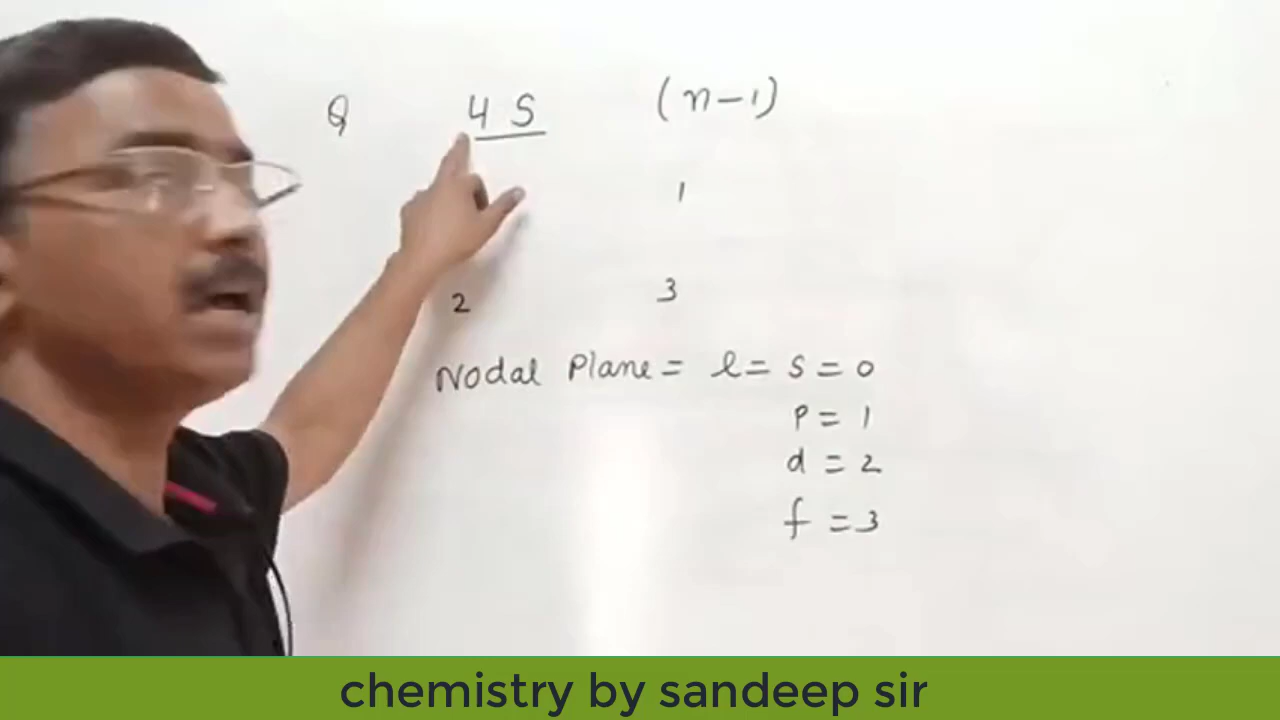 Q 4 S (n-1)
1
2 3
Nodal Plane = l = s = 0
p = 1
d = 2
f = 3
chemistry by sandeep sir